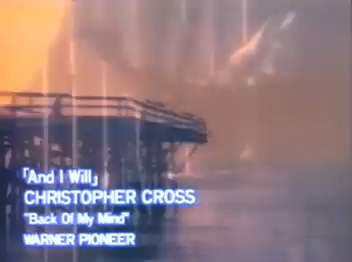 「And I Will」
CHRISTOPHER CROSS
"Back Of My Mind"
WARNER PIONEER